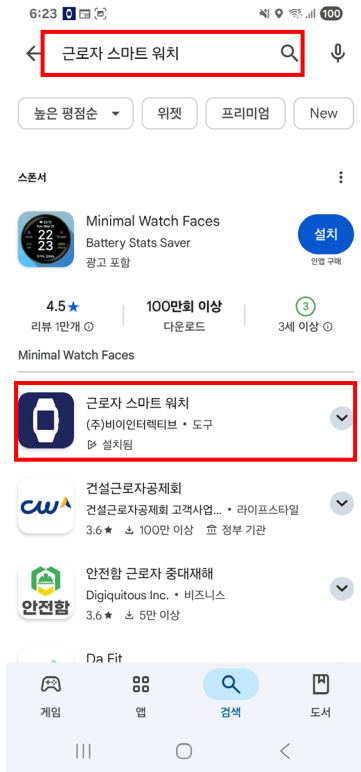 6:23
100
근로자 스마트 워치
높은 평점순
위젯
프리미엄
New
스폰서
22
23
Minimal Watch Faces
Battery Stats Saver
광고 포함
설치
인앱 구매
4.5★
리뷰 1만개
100만회 이상
다운로드
3
3세 이상
Minimal Watch Faces
근로자 스마트 워치
(주)비이인터렉티브 • 도구
설치됨
CW
건설근로자공제회
건설근로자공제회 고객사업... • 라이프스타일
3.6★ 100만 이상 정부 기관
안전함
안전함 근로자 중대재해
Digiquitous Inc. • 비즈니스
3.6★ 5만 이상
Da Fit
게임
앱
검색
도서